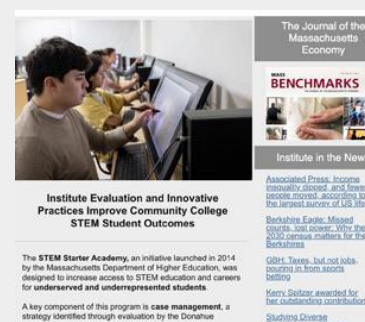 The Journal of the
Massachusetts
Economy
MASS
BENCHMARKS
Institute in the New
Associated Press: Income
inequality dipped, and fewer
people moved, according to
the largest survey of US life
Berkshire Eagle: Missed
counts, lost power: Why the
2030 census matters for the
Berkshires
GBH: Taxes, but not jobs,
pouring in from sports
betting
Kerry Spitzer awarded for
her outstanding contribution
Studying Diverse
Institute Evaluation and Innovative
Practices Improve Community College
STEM Student Outcomes
The STEM Starter Academy, an initiative launched in 2014
by the Massachusetts Department of Higher Education, was
designed to increase access to STEM education and careers
for underserved and underrepresented students.
A key component of this program is case management, a
strategy identified through evaluation by the Donahue